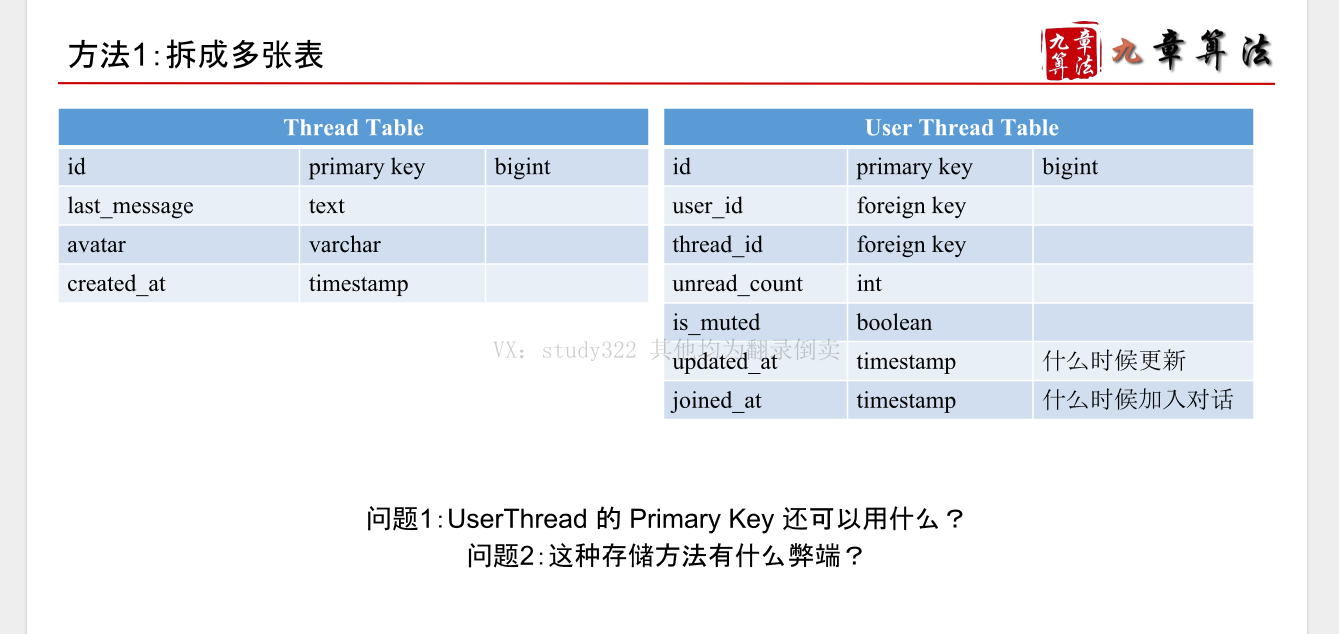 方法1：拆成多张表
九章算法
九章算法
Thread Table
id primary key bigint
last_message text
avatar varchar
created_at timestamp
User Thread Table
id primary key bigint
user_id foreign key
thread_id foreign key
unread_count int
is_muted boolean
updated_at timestamp 什么时候更新
joined_at timestamp 什么时候加入对话
VX：study322 其他均为翻录倒卖
问题1：UserThread 的 Primary Key 还可以用什么？
问题2：这种存储方法有什么弊端？